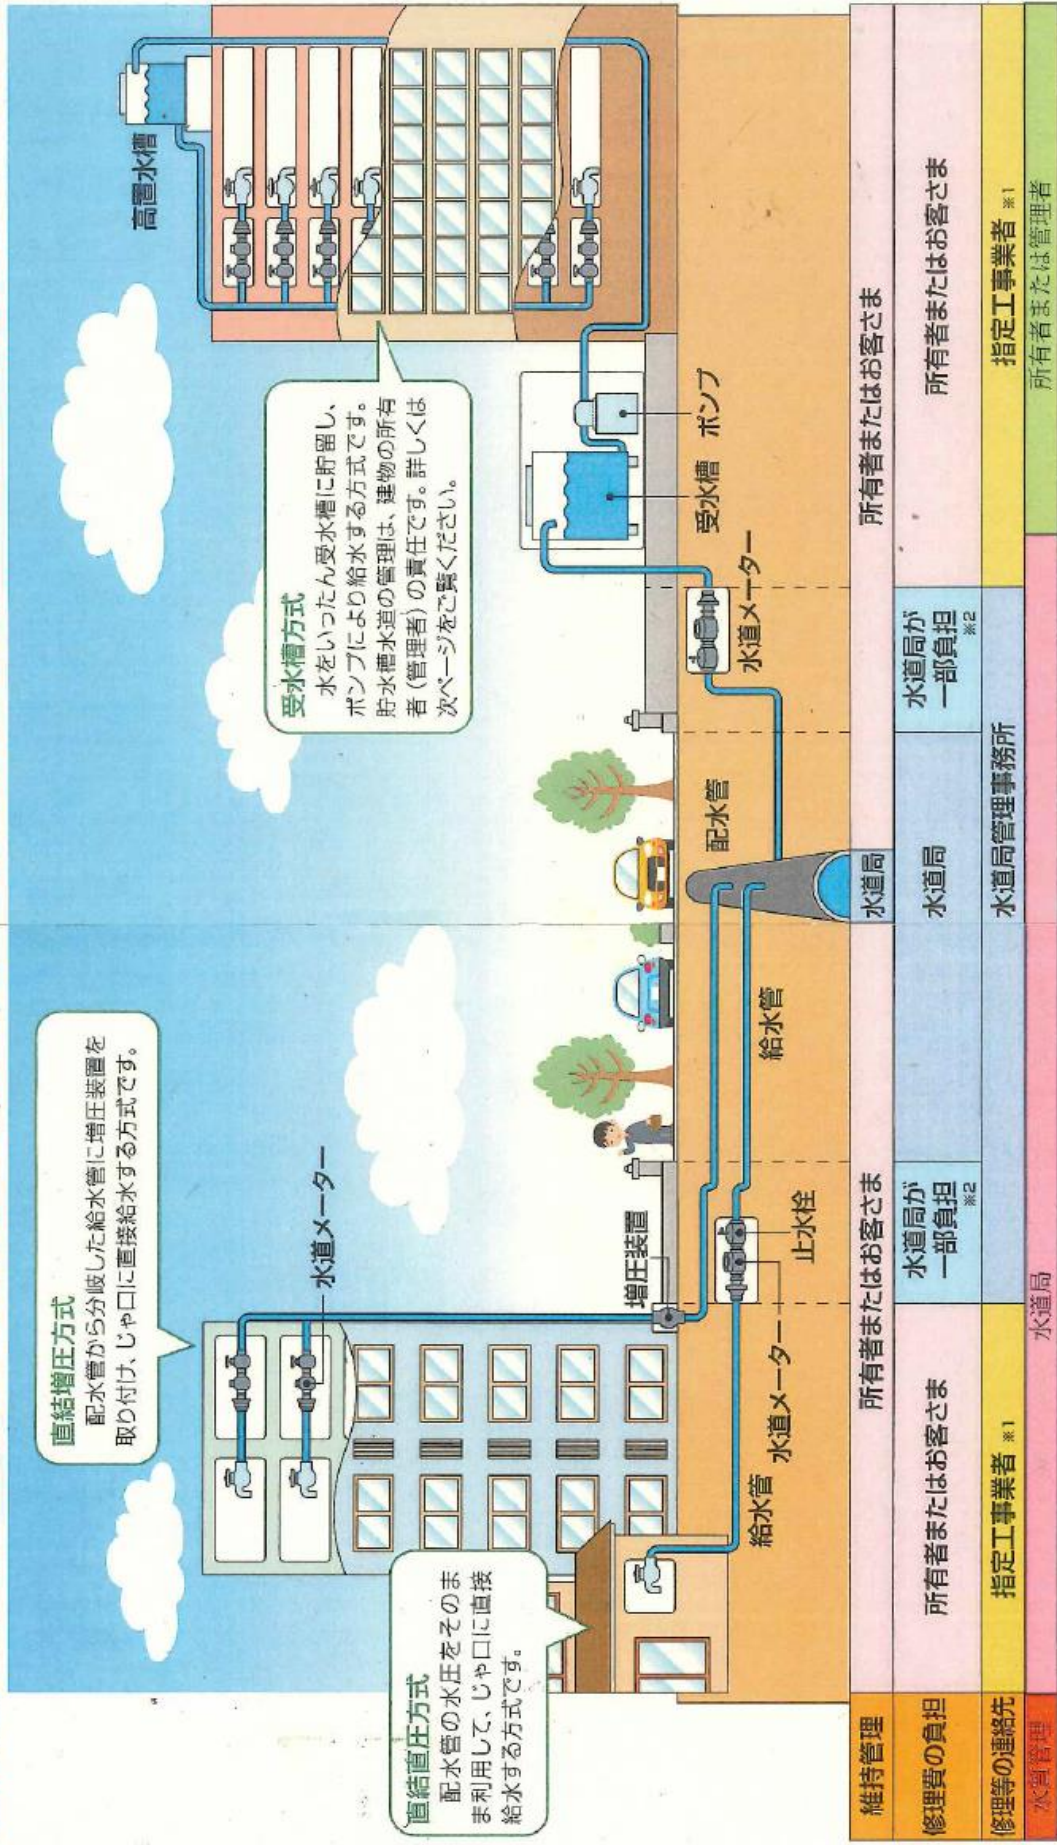 直結増圧方式
配水管から分岐した給水管に増圧装置を
取り付け、じゃ口に直接給水する方式です。
水道メーター
直結直圧方式
配水管の水圧をそのま
ま利用して、じゃ口に直接
給水する方式です。
増圧装置
給水管
水道メーター
止水栓
給水管
配水管
受水槽方式
水をいったん受水槽に貯留し、
ポンプにより給水する方式です。
貯水槽水道の管理は、建物の所有
者(管理者)の責任です。詳しくは
次ページをご覧ください。
高置水槽
水道メーター
受水槽
ポンプ
維持管理
所有者またはお客さま
水道局
所有者またはお客さま
修理費の負担
所有者またはお客さま
水道局が
一部負担
※2
水道局
水道局が
一部負担
※2
所有者またはお客さま
修理等の連絡先
指定工事業者 ※1
水道局管理事務所
指定工事業者 ※1
水質管理
水道局
所有者または管理者